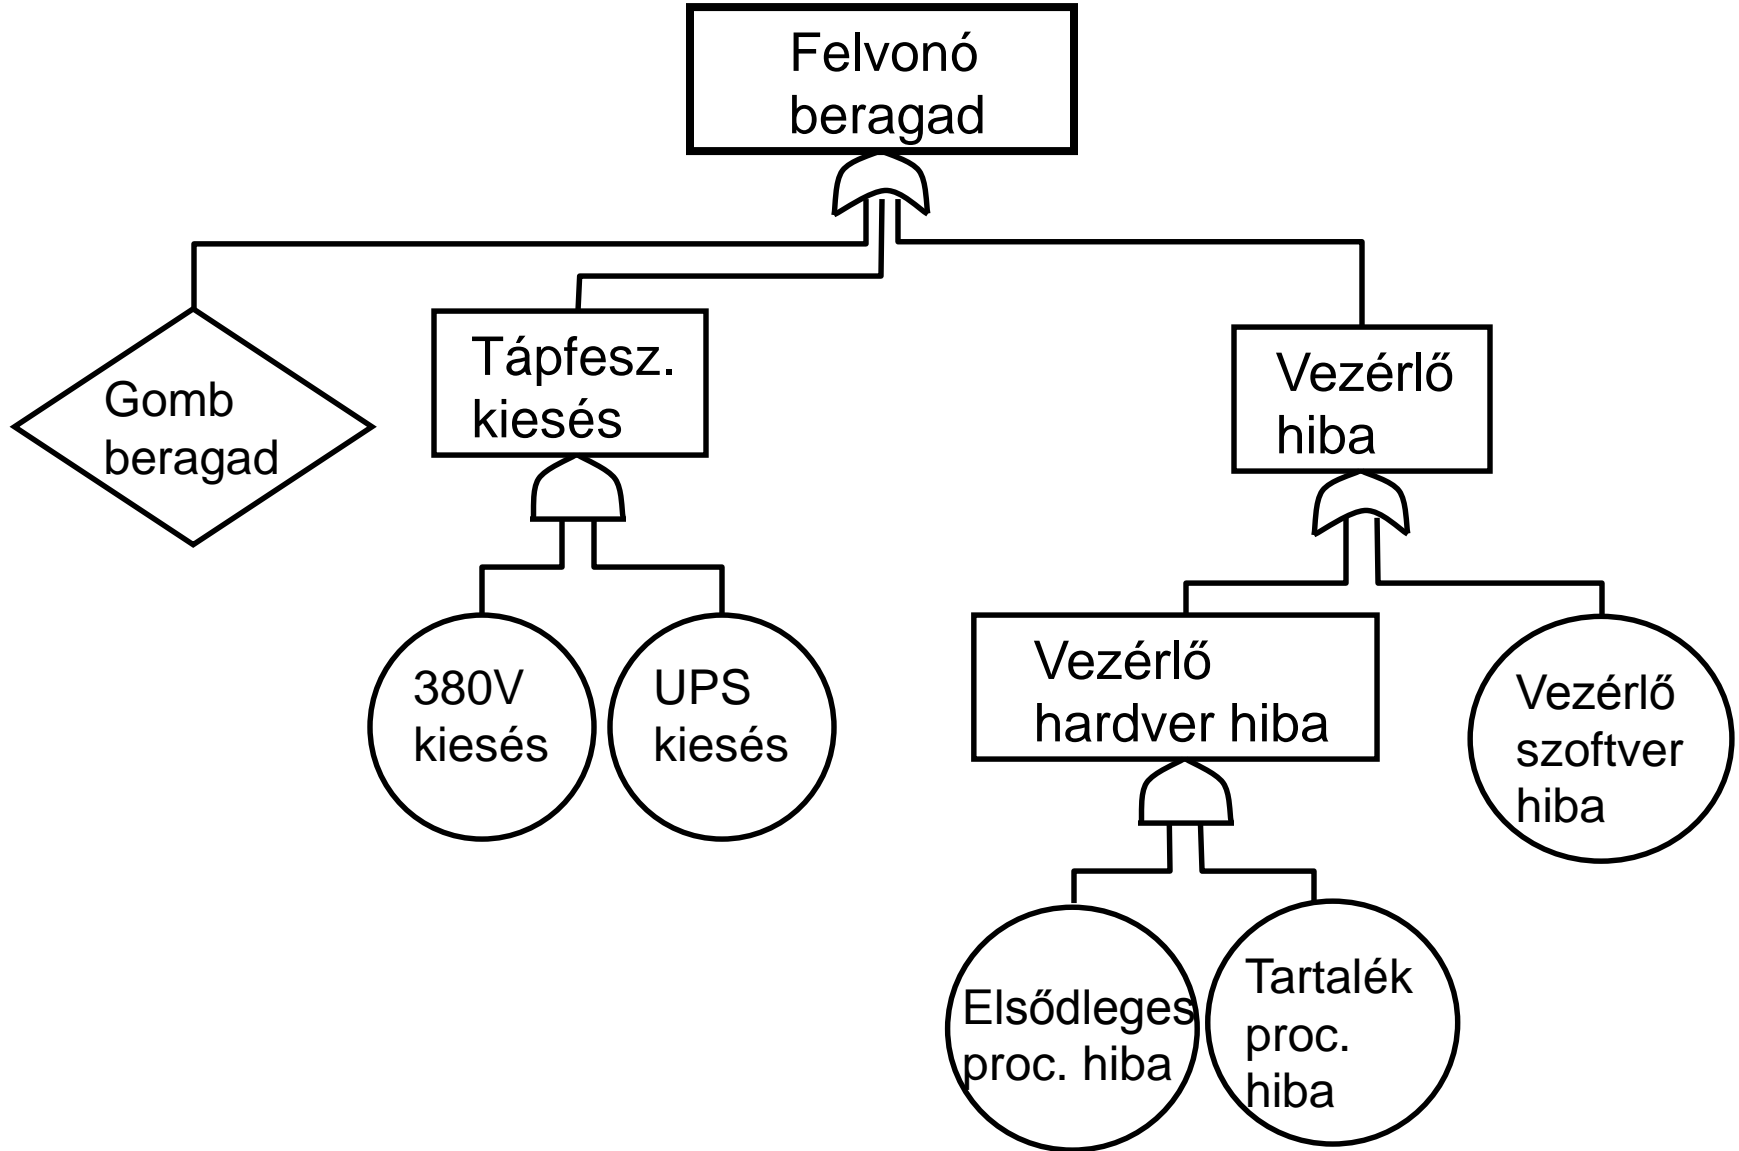 Felvonó
beragad
Gomb
beragad
Tápfesz.
kiesés
Vezérlő
hiba
380V
kiesés
UPS
kiesés
Vezérlő
hardver hiba
Vezérlő
szoftver
hiba
Elsődleges
proc. hiba
Tartalék
proc.
hiba